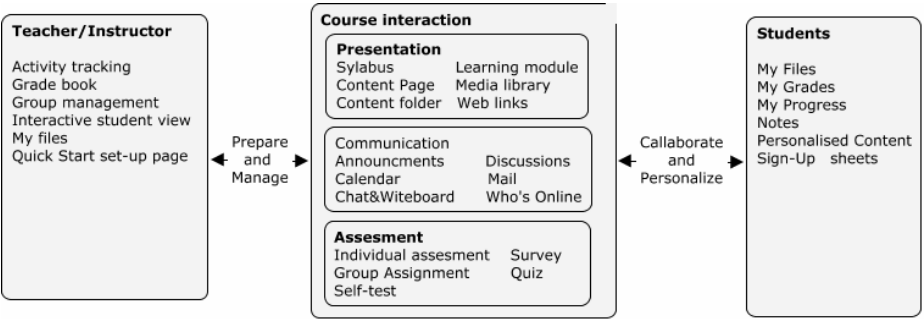 Teacher/Instructor
Activity tracking
Grade book
Group management
Interactive student view
My files
Quick Start set-up page
Prepare
and
Manage
Course interaction
Presentation
Sylabus Learning module
Content Page Media library
Content folder Web links
Communication
Announcments Discussions
Calendar Mail
Chat&Witeboard Who's Online
Assesment
Individual assesment Survey
Group Assignment Quiz
Self-test
Collaborate
and
Personalize
Students
My Files
My Grades
My Progress
Notes
Personalised Content
Sign-Up sheets